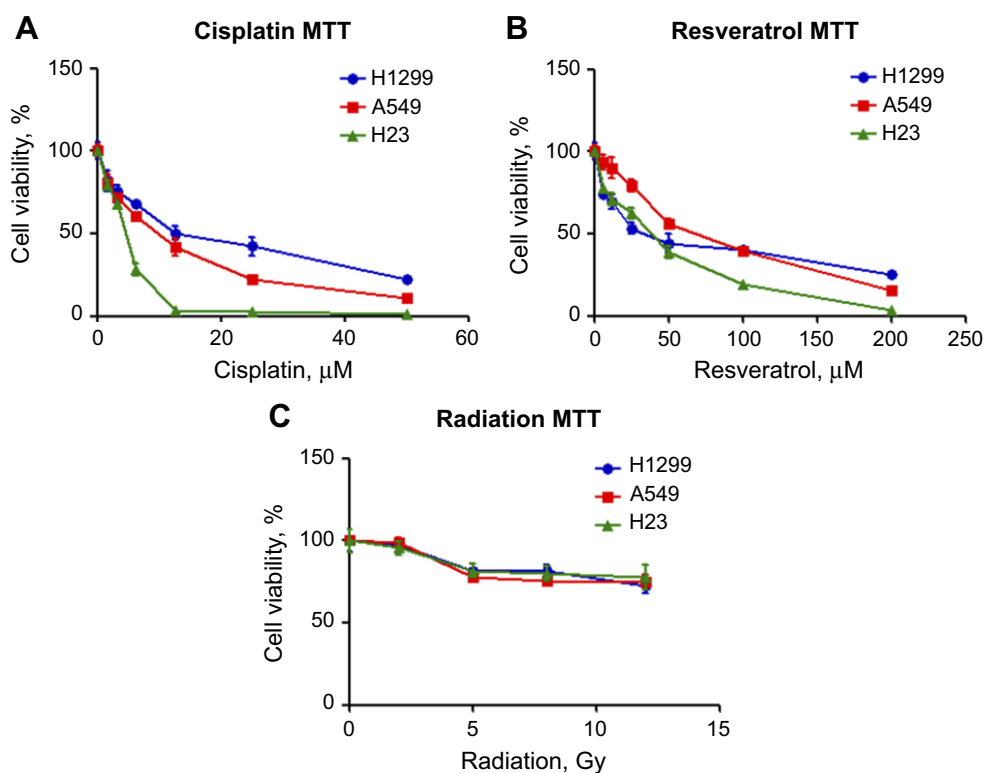 A
Cisplatin MTT
150
100
50
0
Cell viability, %
H1299
A549
H23
0 20 40 60
Cisplatin, μM
B
Resveratrol MTT
150
100
50
0
Cell viability, %
H1299
A549
H23
0 50 100 150 200 250
Resveratrol, μM
C
Radiation MTT
150
100
50
0
Cell viability, %
H1299
A549
H23
0 5 10 15
Radiation, Gy